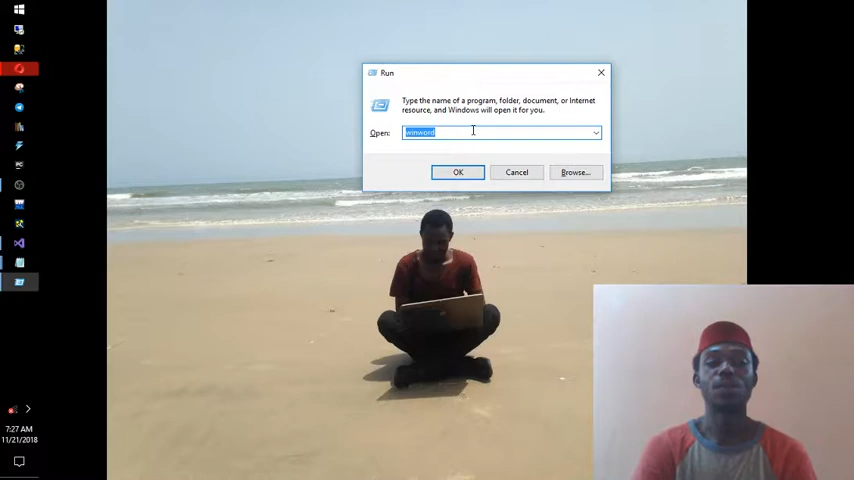 Run
Type the name of a program, folder, document, or Internet
resource, and Windows will open it for you.
Open:
winword
OK
Cancel
Browse...
PC
7:27 AM
11/21/2018